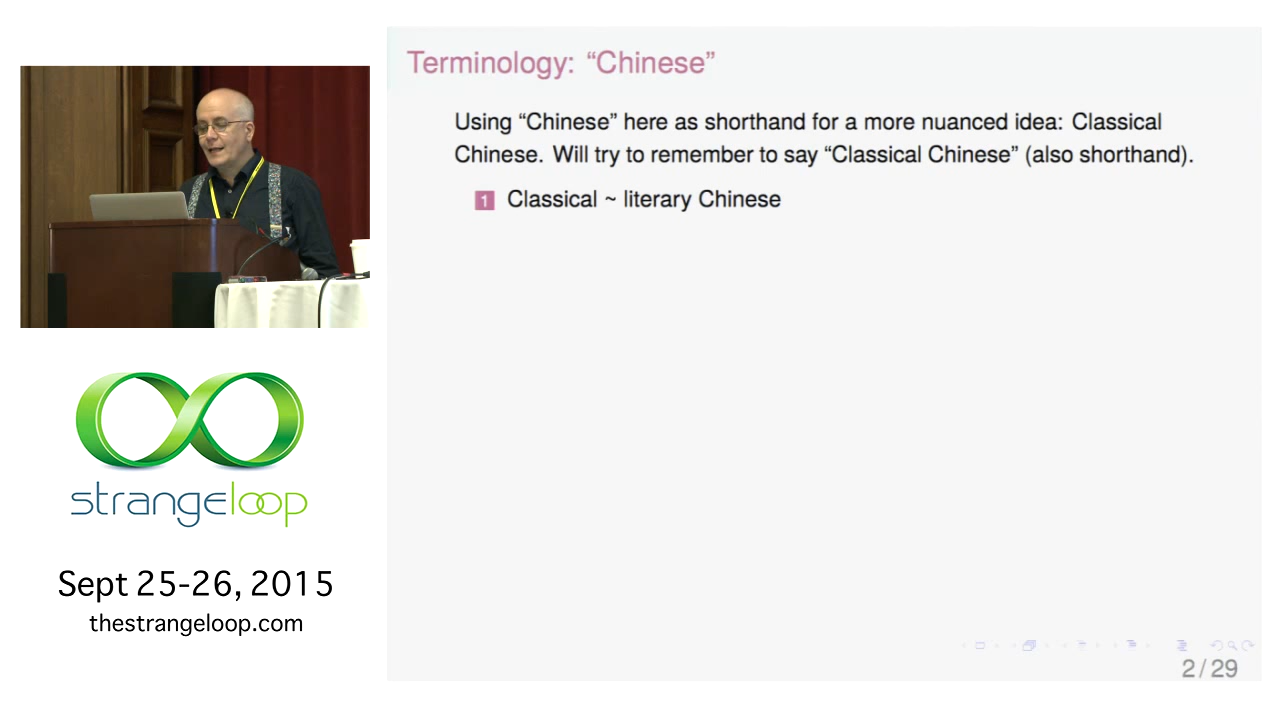 Terminology: “Chinese”
Using “Chinese” here as shorthand for a more nuanced idea: Classical
Chinese. Will try to remember to say “Classical Chinese” (also shorthand).
1 Classical ~ literary Chinese
strangeloop
Sept 25-26, 2015
thestrangeloop.com
2 / 29